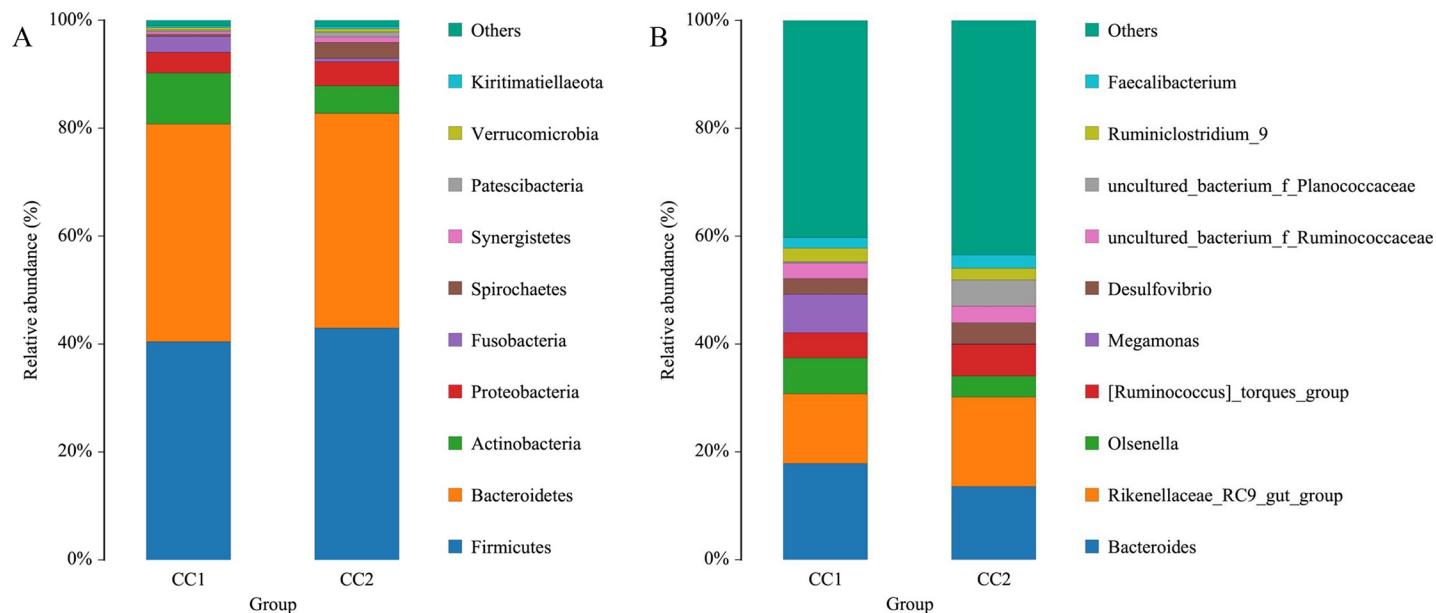 A
100%
80%
60%
40%
20%
0%
Relative abundance (%)
CC1
CC2
Group
Others
Kiritimatiellaeota
Verrucomicrobia
Patescibacteria
Synergistetes
Spirochaetes
Fusobacteria
Proteobacteria
Actinobacteria
Bacteroidetes
Firmicutes
B
100%
80%
60%
40%
20%
0%
Relative abundance (%)
CC1
CC2
Group
Others
Faecalibacterium
Ruminiclostridium_9
uncultured_bacterium_f_Planococcaceae
uncultured_bacterium_f_Ruminococcaceae
Desulfovibrio
Megamonas
[Ruminococcus]_torques_group
Olsenella
Rikenellaceae_RC9_gut_group
Bacteroides